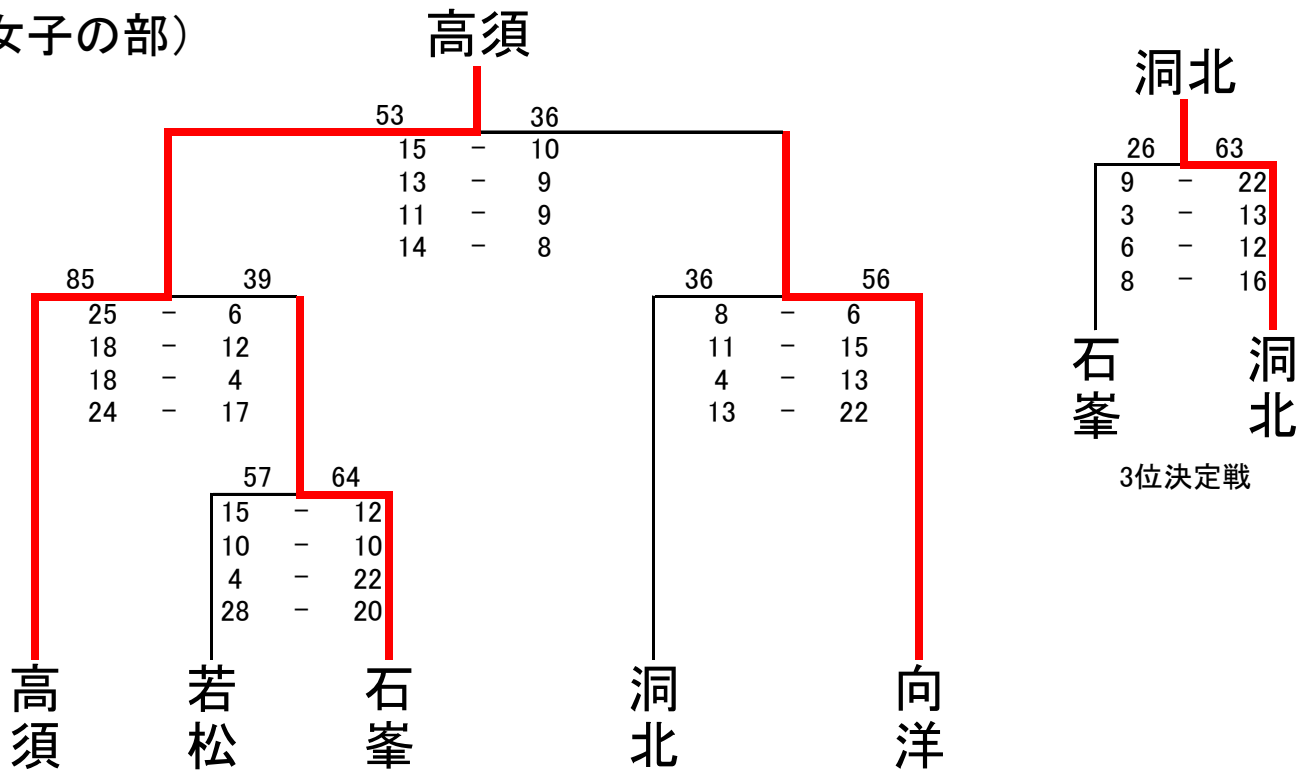 女子の部）
高須
洞北
53 36
15 - 10
13 - 9
11 - 9
14 - 8
26 63
9 - 22
3 - 13
6 - 12
8 - 16
石峯 洞北
3位決定戦
85 39
25 - 6
18 - 12
18 - 4
24 - 17
36 56
8 - 6
11 - 15
4 - 13
13 - 22
57 64
15 - 12
10 - 10
4 - 22
28 - 20
高須 若松 石峯 洞北 向洋